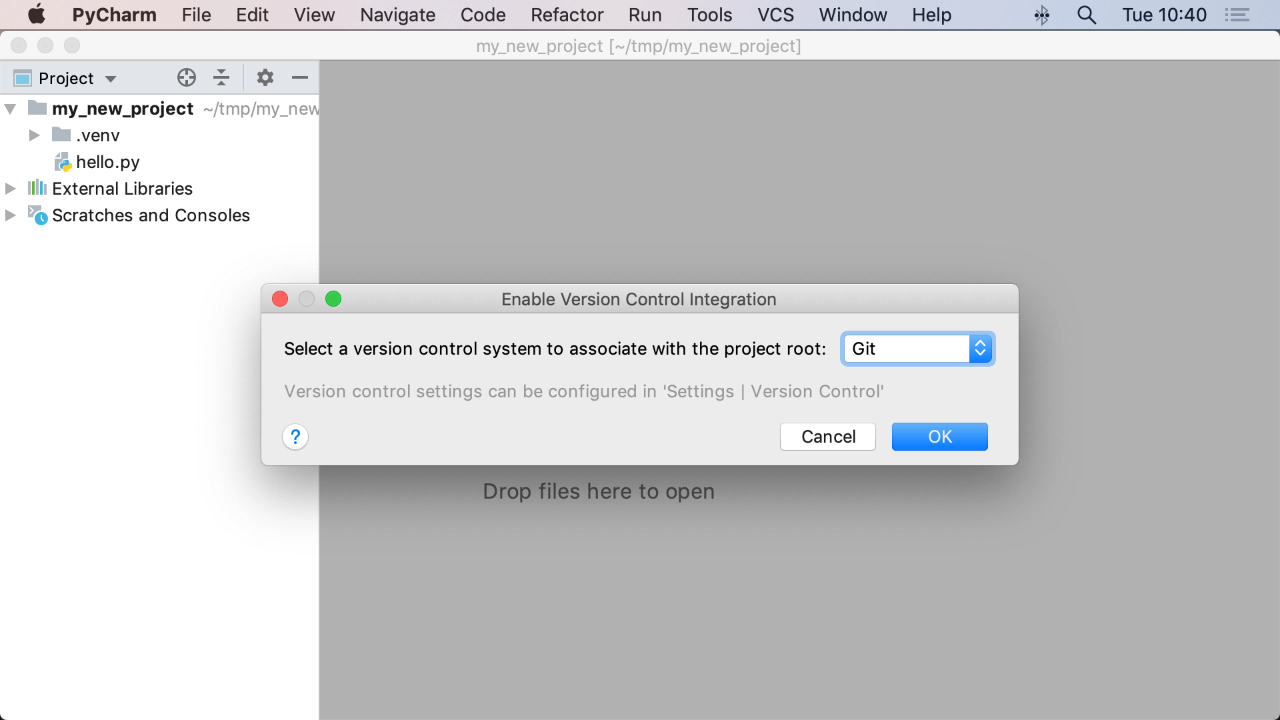 PyCharm File Edit View Navigate Code Refactor Run Tools VCS Window Help Tue 10:40
my_new_project [~/tmp/my_new_project]
Project
my_new_project ~/tmp/my_new
.venv
hello.py
External Libraries
Scratches and Consoles
Enable Version Control Integration
Select a version control system to associate with the project root: Git
Version control settings can be configured in 'Settings | Version Control'
? Cancel OK
Drop files here to open